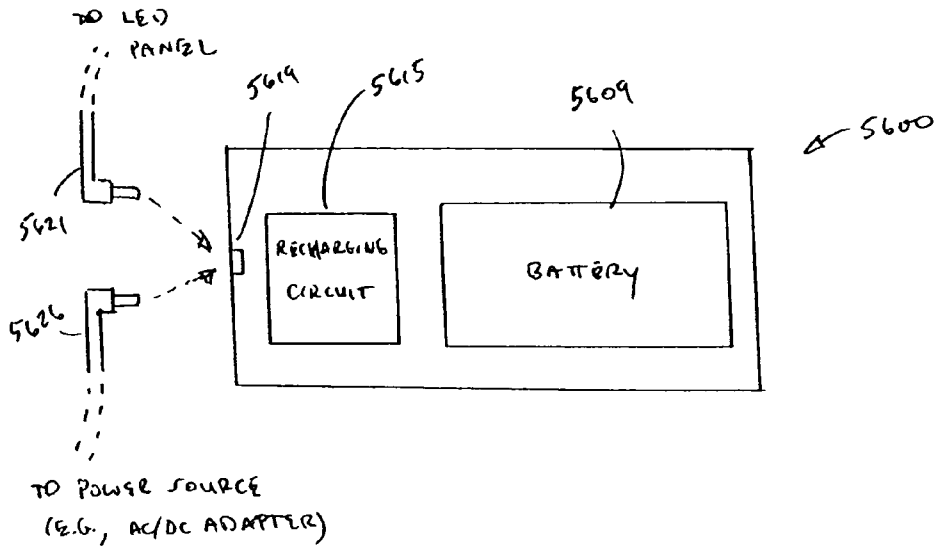 TO LED
PANEL
5619
5615
5609
5600
5621
RECHARGING
CIRCUIT
BATTERY
5626
TO POWER SOURCE
(E.G., AC/DC ADAPTER)